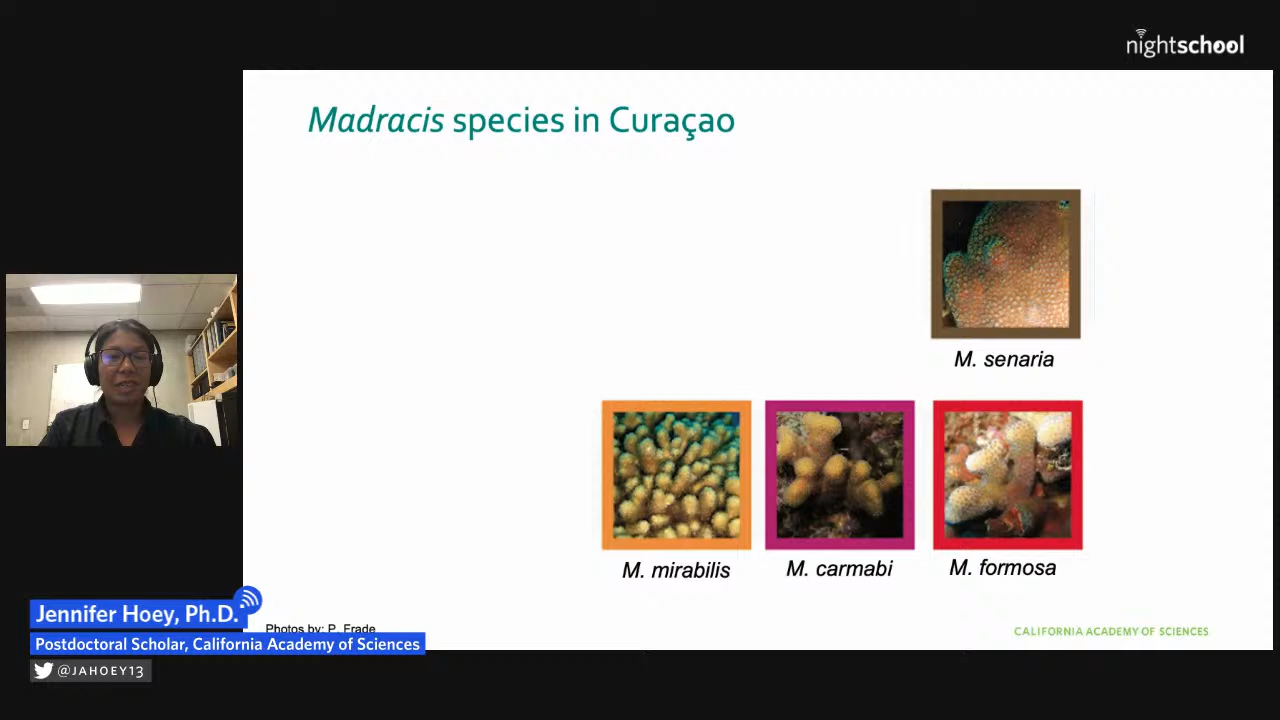 nightschool
Madracis species in Curaçao
M. senaria
M. mirabilis
M. carmabi
M. formosa
Jennifer Hoey, Ph.D.
Photos by: P. Frade
Postdoctoral Scholar, California Academy of Sciences
@JAHOEY13
CALIFORNIA ACADEMY OF SCIENCES